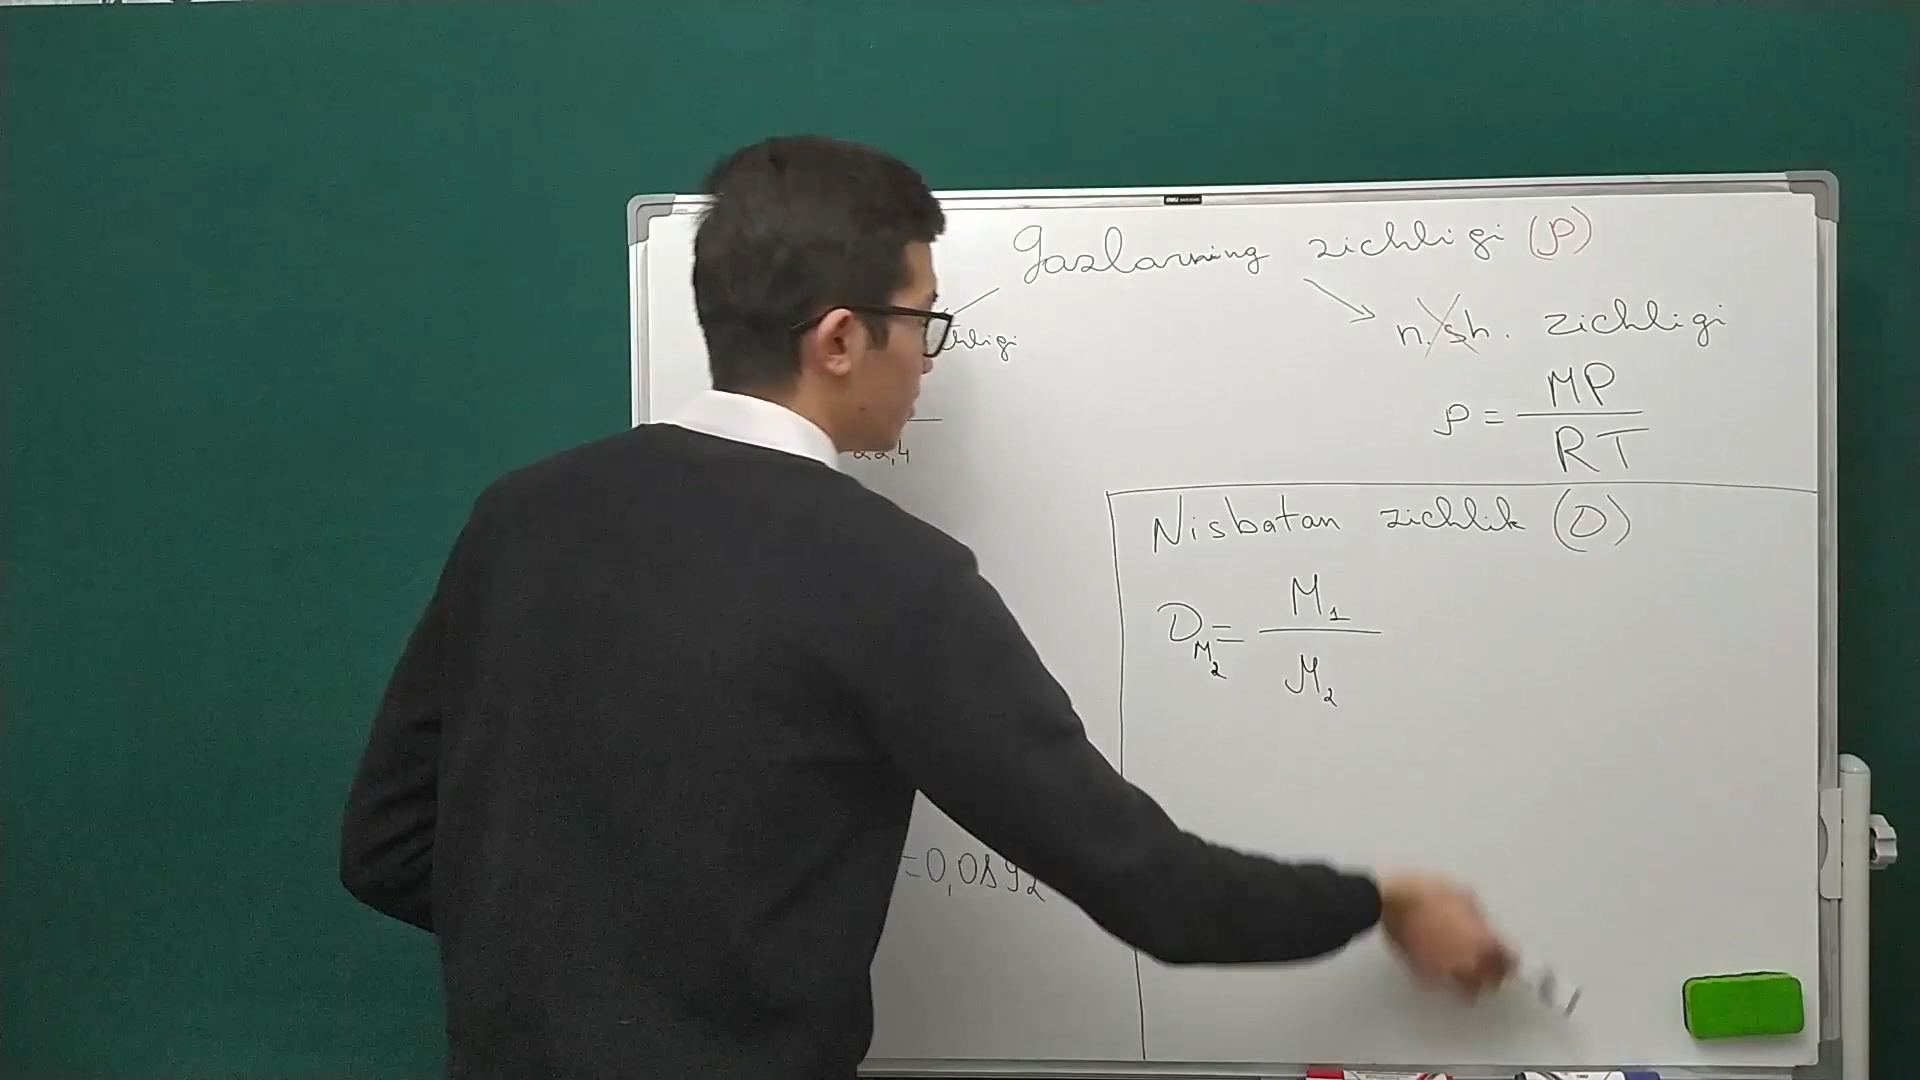 Gazlarning zichligi (ρ)
n.sh. zichligi
ρ = MP / RT
22,4
Nisbatan zichlik (D)
D_M₂ = M₁ / M₂
=0,0892